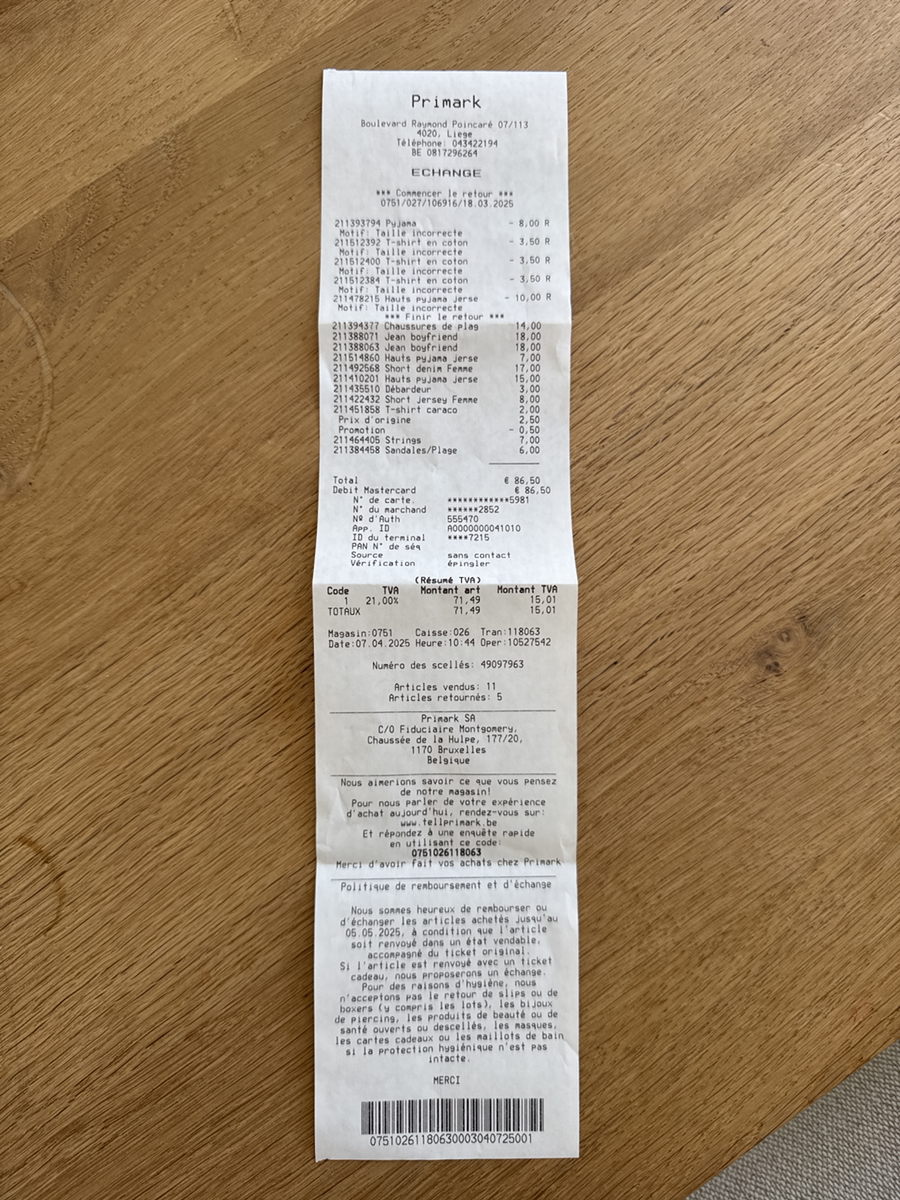 Primark
Boulevard Raymond Poincaré 07/113
4020, Liege
Téléphone: 043422194
BE 0817296264
ECHANGE
*** Commencer le retour ***
0751/027/106916/18.03.2025
211393794 Pyjama - 8,00 R
Motif: Taille incorrecte
211512392 T-shirt en coton - 3,50 R
Motif: Taille incorrecte
211512400 T-shirt en coton - 3,50 R
Motif: Taille incorrecte
211512384 T-shirt en coton - 3,50 R
Motif: Taille incorrecte
211478215 Hauts pyjama jerse - 10,00 R
Motif: Taille incorrecte
*** Finir le retour ***
211394377 Chaussures de plag 14,00
211388071 Jean boyfriend 18,00
211388063 Jean boyfriend 18,00
211514860 Hauts pyjama jerse 7,00
211492568 Short denim Femme 17,00
211410201 Hauts pyjama jerse 15,00
211435510 Débardeur 3,00
211422432 Short jersey Femme 8,00
211451858 T-shirt caraco 2,00
Prix d'origine 2,50
Promotion - 0,50
211464405 Strings 7,00
211384458 Sandales/Plage 6,00
Total € 86,50
Debit Mastercard € 86,50
N° de carte. ************5981
N° du marchand ******2852
Nº d'Auth 555470
App. ID A0000000041010
ID du terminal ****7215
PAN N° de séq
Source sans contact
Vérification épingler
(Résumé TVA)
Code TVA Montant art Montant TVA
1 21,00% 71,49 15,01
TOTAUX 71,49 15,01
Magasin:0751 Caisse:026 Tran:118063
Date:07.04.2025 Heure:10:44 Oper:10527542
Numéro des scellés: 49097963
Articles vendus: 11
Articles retournés: 5
Primark SA
C/O Fiduciaire Montgomery,
Chaussée de la Hulpe, 177/20,
1170 Bruxelles
Belgique
Nous aimerions savoir ce que vous pensez
de notre magasin!
Pour nous parler de votre expérience
d'achat aujourd'hui, rendez-vous sur:
www.tellprimark.be
Et répondez à une enquête rapide
en utilisant ce code:
0751026118063
Merci d'avoir fait vos achats chez Primark
Politique de remboursement et d'échange
Nous sommes heureux de rembourser ou
d'échanger les articles achetés jusqu'au
05.05.2025, à condition que l'article
soit renvoyé dans un état vendable,
accompagné du ticket original.
Si l'article est renvoyé avec un ticket
cadeau, nous proposerons un échange.
Pour des raisons d'hygiène, nous
n'acceptons pas le retour de slips ou de
boxers (y compris les lots), les bijoux
de piercing, les produits de beauté ou de
santé ouverts ou descellés, les masques,
les cartes cadeaux ou les maillots de bain
si la protection hygiénique n'est pas
intacte.
MERCI
07510261180630003040725001